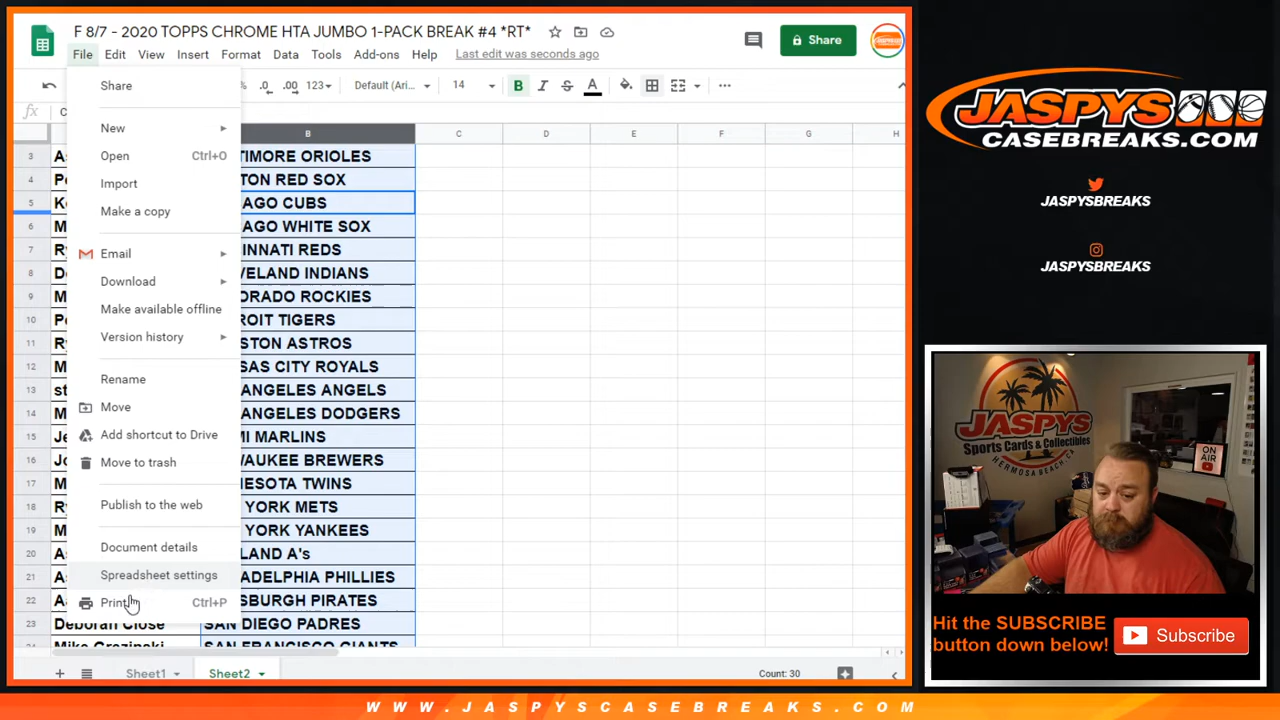 F 8/7 - 2020 TOPPS CHROME HTA JUMBO 1-PACK BREAK #4 *RT*
File Edit View Insert Format Data Tools Add-ons Help Last edit was seconds ago
Share
% .0 .00 123 Default (Ari... 14 B I S A
fx
Share
New
Open Ctrl+O
Import
Make a copy
Email
Download
Make available offline
Version history
Rename
Move
Add shortcut to Drive
Move to trash
Publish to the web
Document details
Spreadsheet settings
Print Ctrl+P
B C D E F G H
3 TIMORE ORIOLES
4 TON RED SOX
5 AGO CUBS
6 AGO WHITE SOX
7 INNATI REDS
8 VELAND INDIANS
9 ORADO ROCKIES
10 ROIT TIGERS
11 STON ASTROS
12 SAS CITY ROYALS
13 ANGELES ANGELS
14 ANGELES DODGERS
15 MI MARLINS
16 WAUKEE BREWERS
17 NESOTA TWINS
18 YORK METS
19 YORK YANKEES
20 LAND A's
21 ADELPHIA PHILLIES
22 SBURGH PIRATES
23 Deborah Close SAN DIEGO PADRES
SAN FRANCISCO GIANTS
Sheet1 Sheet2 Count: 30
JASPYS
CASEBREAKS.COM
JASPYSBREAKS
JASPYSBREAKS
JASPYS
Sports Cards & Collectibles
HERMOSA BEACH, CA
ON AIR
Hit the SUBSCRIBE
button down below!
Subscribe
WWW.JASPYSCASEBREAKS.COM